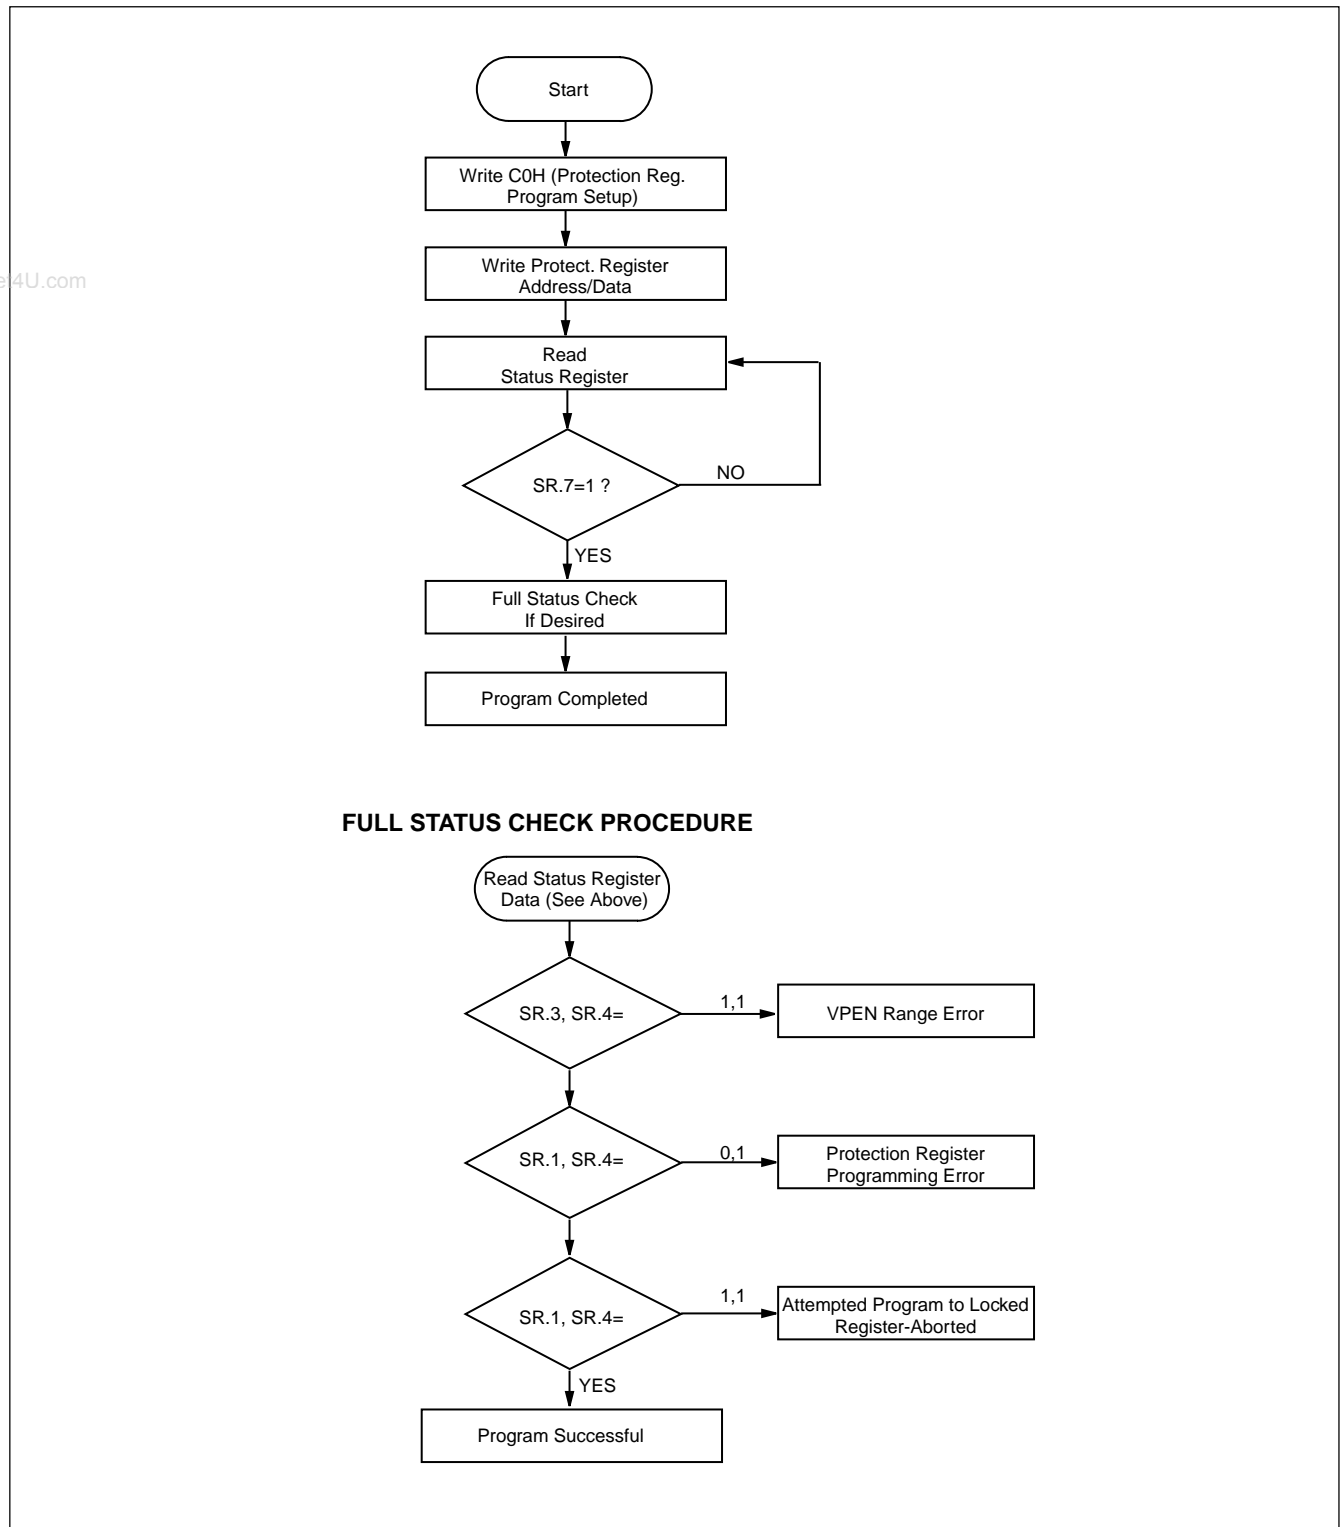 Start
Write C0H (Protection Reg.
Program Setup)
et4U.com
Write Protect. Register
Address/Data
Read
Status Register
SR.7=1 ?
NO
YES
Full Status Check
If Desired
Program Completed
FULL STATUS CHECK PROCEDURE
Read Status Register
Data (See Above)
SR.3, SR.4=
1,1
VPEN Range Error
SR.1, SR.4=
0,1
Protection Register
Programming Error
SR.1, SR.4=
1,1
Attempted Program to Locked
Register-Aborted
YES
Program Successful